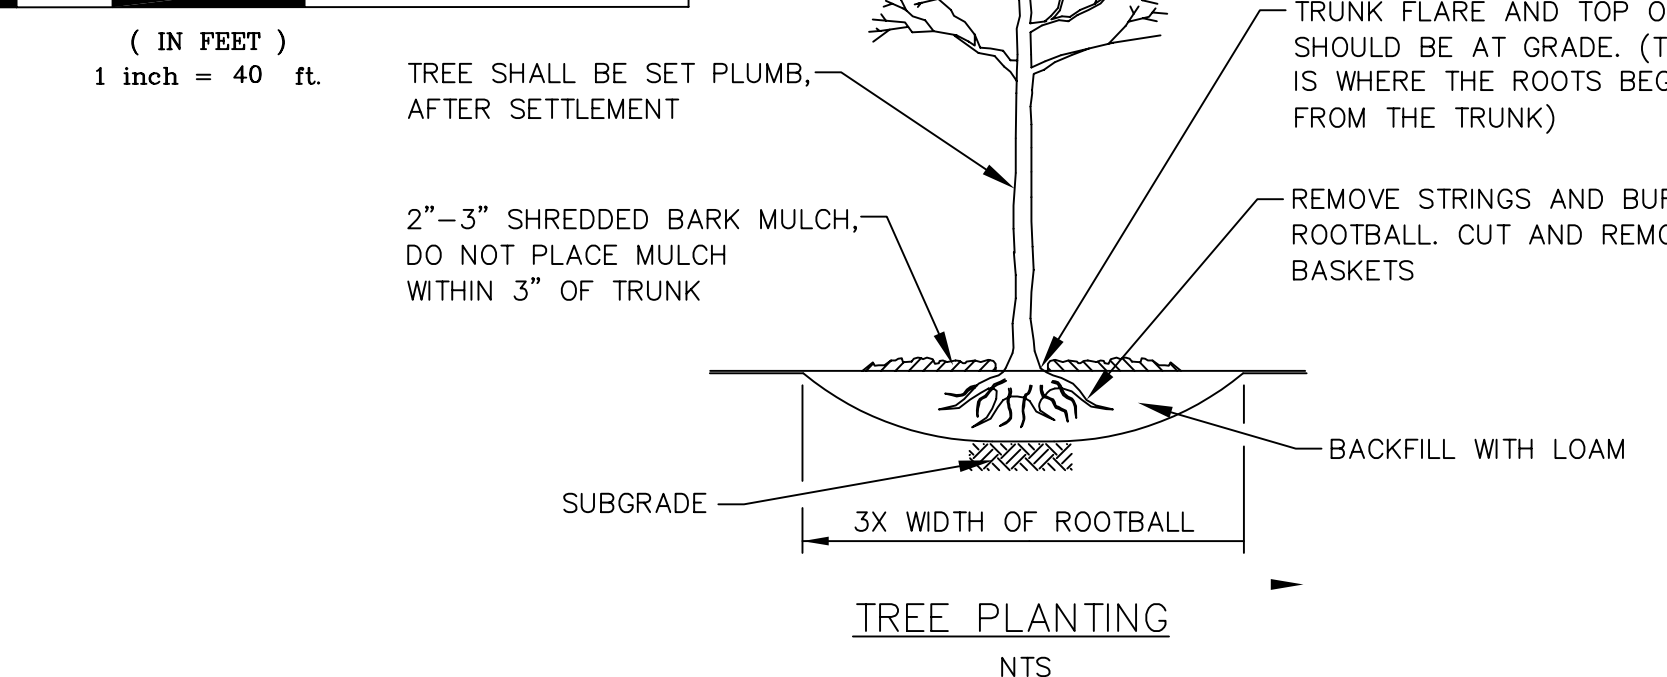 ( IN FEET )
1 inch = 40 ft.
TREE SHALL BE SET PLUMB,
AFTER SETTLEMENT
2”–3” SHREDDED BARK MULCH,
DO NOT PLACE MULCH
WITHIN 3” OF TRUNK
TRUNK FLARE AND TOP
SHOULD BE AT GRADE.
IS WHERE THE ROOTS
FROM THE TRUNK)
REMOVE STRINGS AND
ROOTBALL. CUT AND
BASKETS
BACKFILL WITH LOAM
SUBGRADE
3X WIDTH OF ROOTBALL
TREE PLANTING
NTS